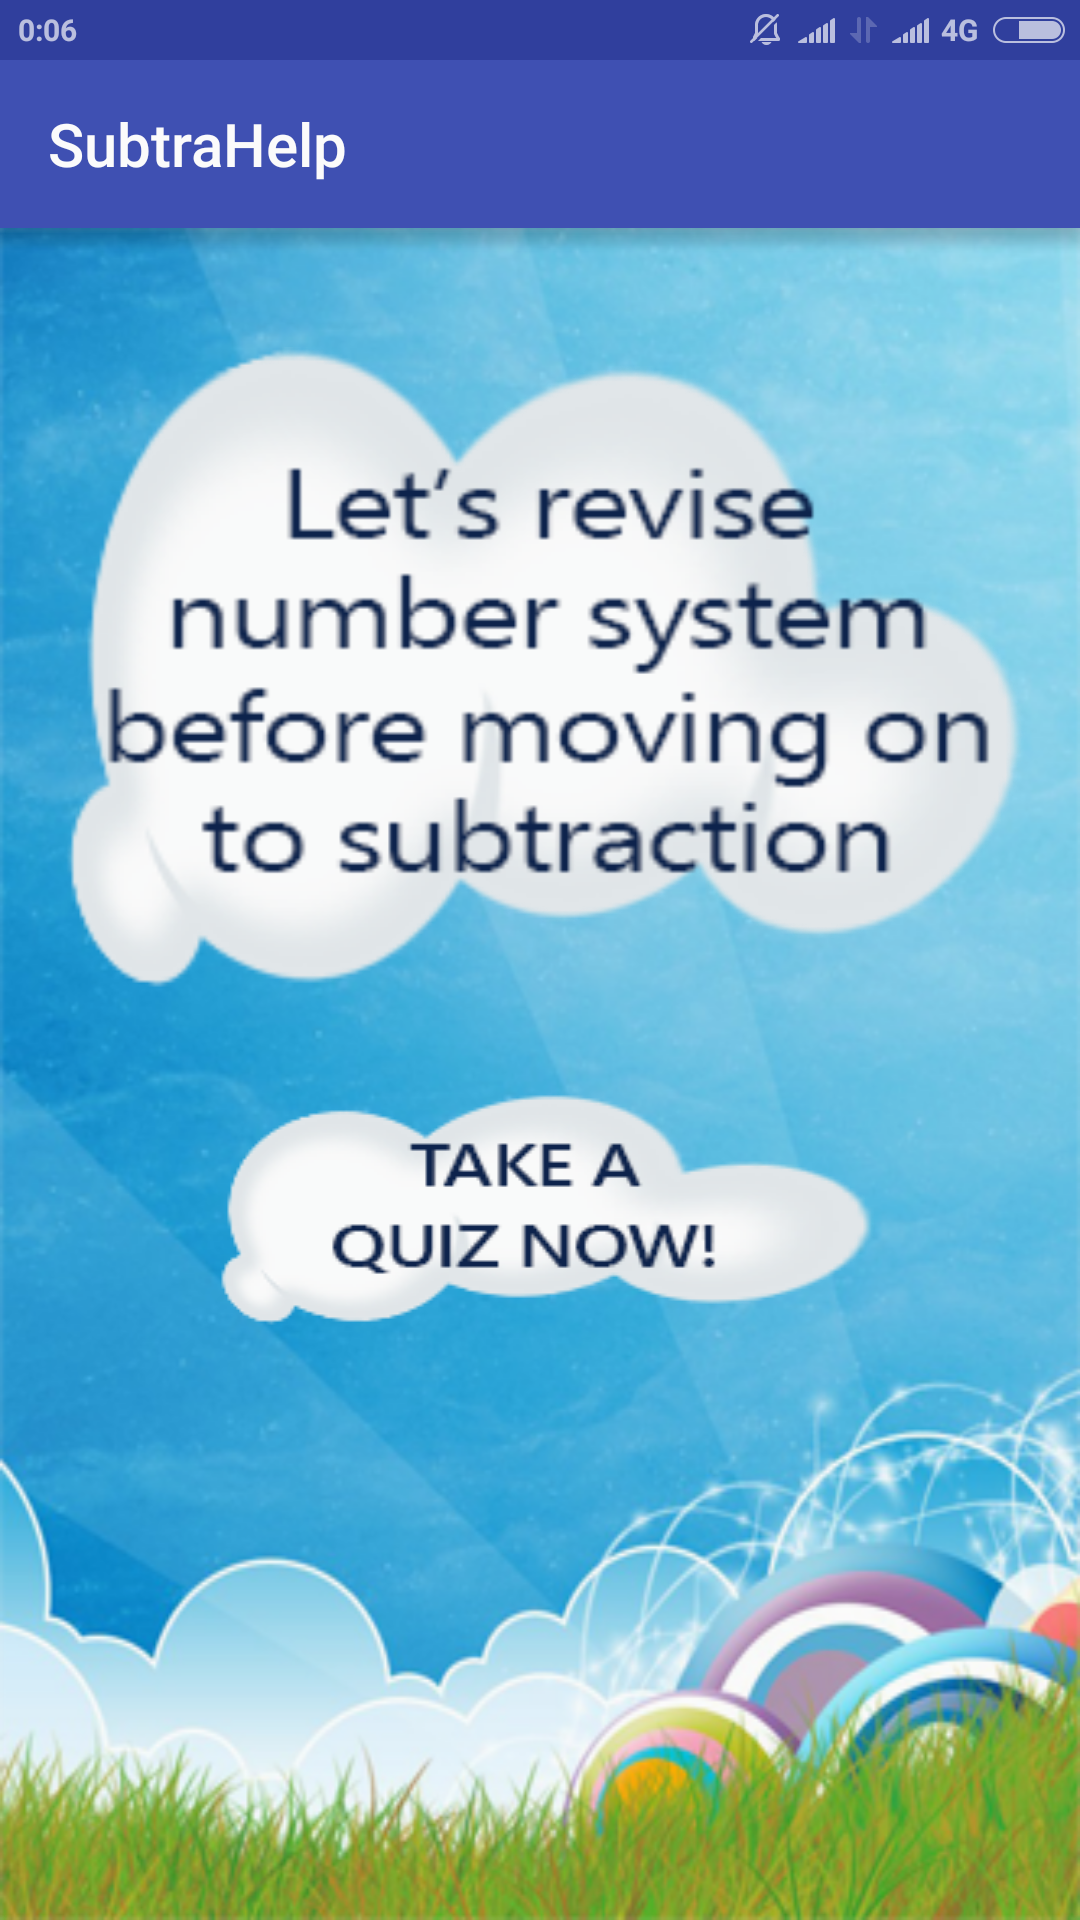 0:06 4G
SubtraHelp
Let's revise
number system
before moving on
to subtraction
TAKE A
QUIZ NOW!